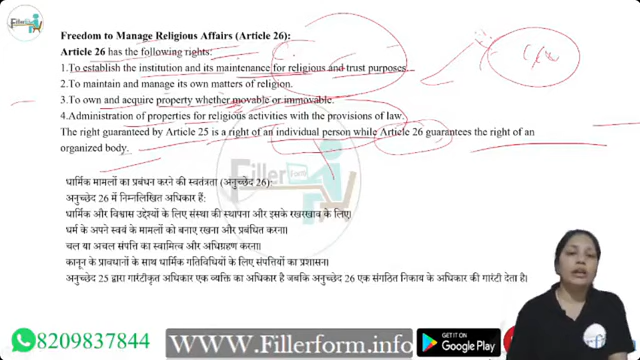 Fillerform
Freedom to Manage Religious Affairs (Article 26):
Article 26 has the following rights:
1.To establish the institution and its maintenance for religious and trust purposes.
2.To maintain and manage its own matters of religion.
3.To own and acquire property whether movable or immovable.
4.Administration of properties for religious activities with the provisions of law.
The right guaranteed by Article 25 is a right of an individual person while Article 26 guarantees the right of an
organized body.
धार्मिक मामलों का प्रबंधन करने की स्वतंत्रता (अनुच्छेद 26):
अनुच्छेद 26 में निम्नलिखित अधिकार हैं:
धार्मिक और विश्वास उद्देश्यों के लिए संस्था की स्थापना और इसके रखरखाव के लिए|
धर्म के अपने स्वयं के मामलों को बनाए रखना और प्रबंधित करना|
चल या अचल संपत्ति का स्वामित्व और अधिग्रहण करना|
कानून के प्रावधानों के साथ धार्मिक गतिविधियों के लिए संपत्तियों का प्रशासन|
अनुच्छेद 25 द्वारा गारंटीकृत अधिकार एक व्यक्ति का अधिकार है जबकि अनुच्छेद 26 एक संगठित निकाय के अधिकार की गारंटी देता है|
8209837844
www.Fillerform.info
GET IT ON
Google Play